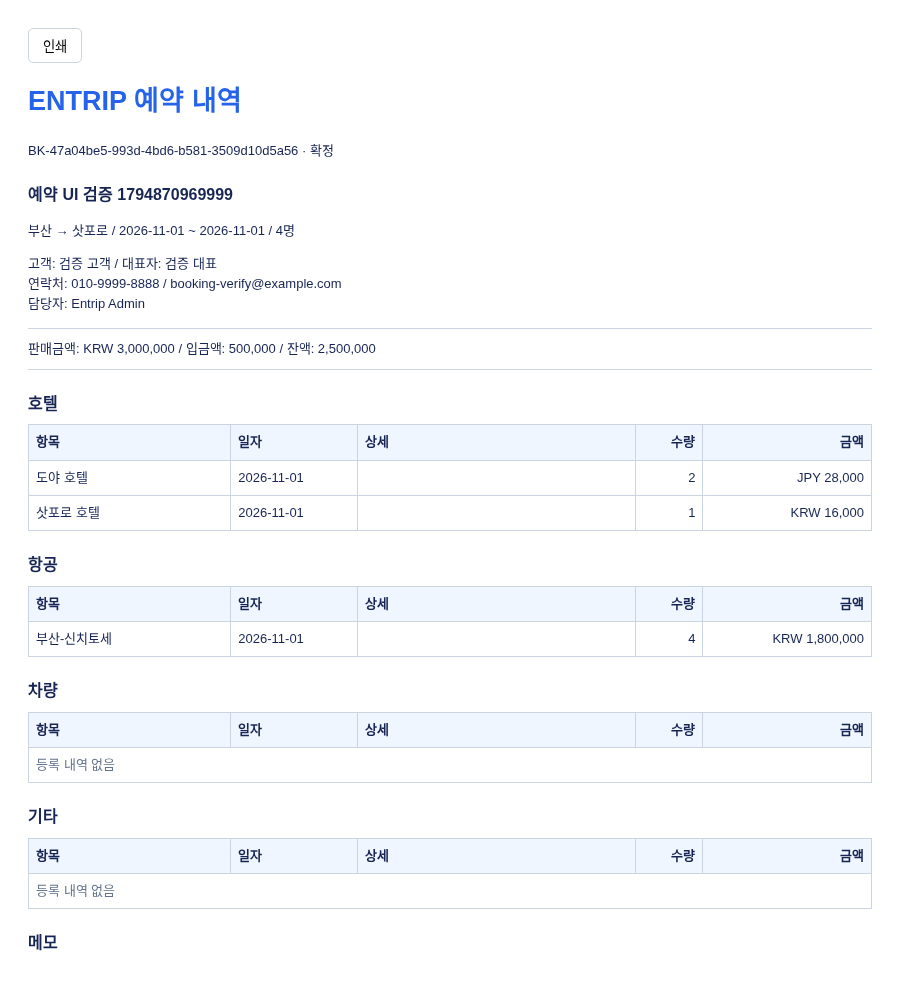 인쇄
ENTRIP 예약 내역
BK-47a04be5-993d-4bd6-b581-3509d10d5a56 · 확정
예약 UI 검증 1794870969999
부산 → 삿포로 / 2026-11-01 ~ 2026-11-01 / 4명
고객: 검증 고객 / 대표자: 검증 대표
연락처: 010-9999-8888 / booking-verify@example.com
담당자: Entrip Admin
판매금액: KRW 3,000,000 / 입금액: 500,000 / 잔액: 2,500,000
호텔
항목 일자 상세 수량 금액
도야 호텔 2026-11-01 2 JPY 28,000
삿포로 호텔 2026-11-01 1 KRW 16,000
항공
항목 일자 상세 수량 금액
부산-신치토세 2026-11-01 4 KRW 1,800,000
차량
항목 일자 상세 수량 금액
등록 내역 없음
기타
항목 일자 상세 수량 금액
등록 내역 없음
메모